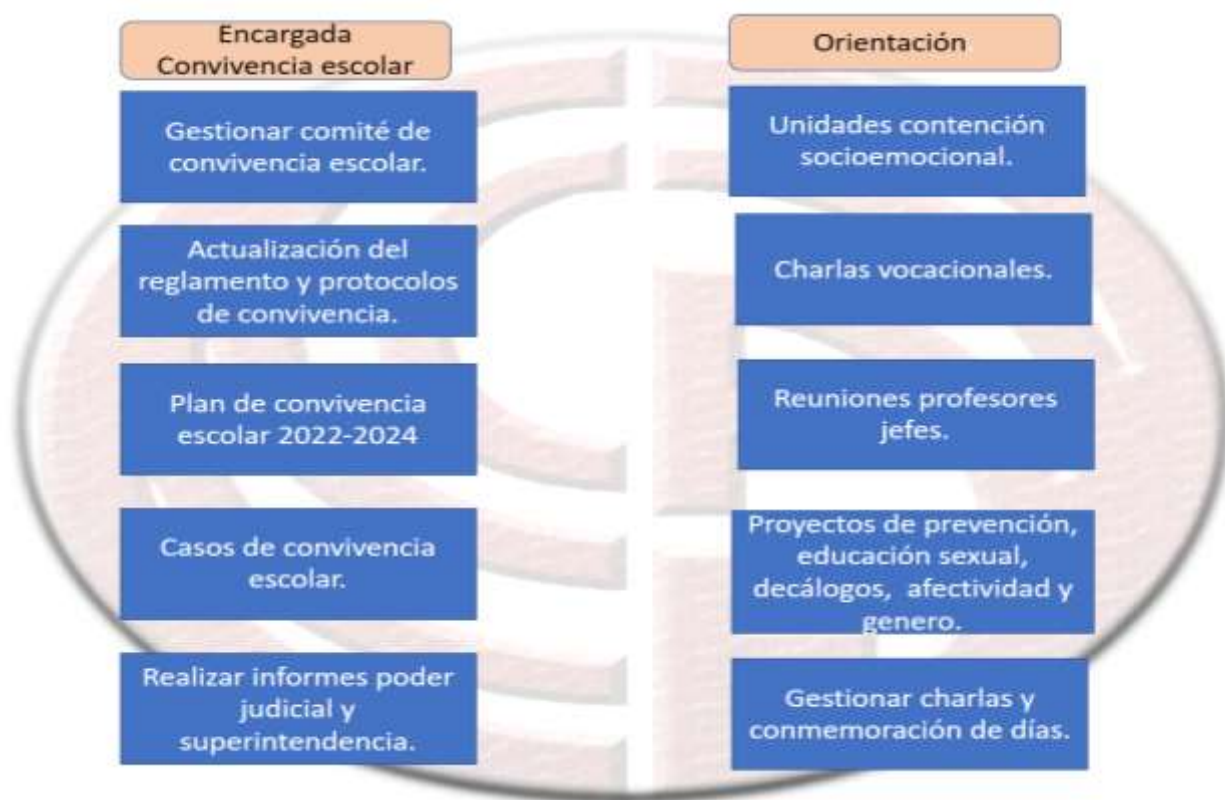 Encargada
Convivencia escolar
Gestionar comité de
convivencia escolar.
Actualización del
reglamento y protocolos
de convivencia.
Plan de convivencia
escolar 2022-2024
Casos de convivencia
escolar.
Realizar informes poder
judicial y
superintendencia.
Orientación
Unidades contención
socioemocional.
Charlas vocacionales.
Reuniones profesores
jefes.
Proyectos de prevención,
educación sexual,
decálogos, afectividad y
genero.
Gestionar charlas y
conmemoración de días.